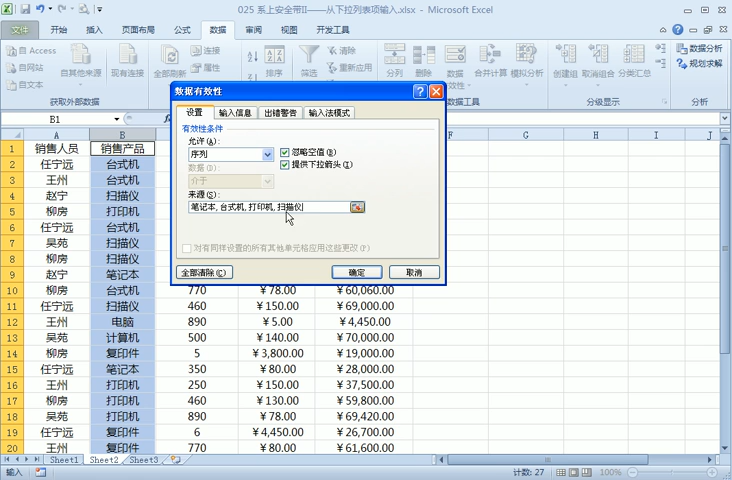 025 系上安全带II——从下拉列表项输入.xlsx - Microsoft Excel
文件 开始 插入 页面布局 公式 数据 审阅 视图 开发工具
自 Access
自网站
自文本
自其他来源
现有连接
获取外部数据
全部刷新
连接
属性
排序
筛选
清除
重新应用
分列
删除
数据
有效性
合并计算
模拟分析
数据工具
创建组
取消组合
分类汇总
分级显示
数据分析
规划求解
分析
B1
数据有效性
设置 输入信息 出错警告 输入法模式
有效性条件
允许(A):
序列
忽略空值(B)
提供下拉箭头(I)
数据(D):
介于
来源(S):
笔记本,台式机,打印机,扫描仪
对有同样设置的所有其他单元格应用这些更改(P)
全部清除(C) 确定 取消
A B F G H I J
1 销售人员 销售产品
2 任宁远 台式机
3 王州 台式机
4 赵宁 扫描仪
5 柳房 打印机
6 任宁远 台式机
7 吴苑 扫描仪
8 柳房 扫描仪
9 赵宁 笔记本
10 柳房 台式机 770 ￥78.00 ￥60,060.00
11 任宁远 扫描仪 460 ￥150.00 ￥69,000.00
12 王州 电脑 890 ￥5.00 ￥4,450.00
13 吴苑 计算机 500 ￥140.00 ￥70,000.00
14 柳房 复印件 5 ￥3,800.00 ￥19,000.00
15 任宁远 笔记本 350 ￥80.00 ￥28,000.00
16 王州 打印机 250 ￥150.00 ￥37,500.00
17 柳房 打印机 460 ￥130.00 ￥59,800.00
18 吴苑 打印机 890 ￥78.00 ￥69,420.00
19 任宁远 复印件 6 ￥4,450.00 ￥26,700.00
20 王州 复印件 770 ￥80.00 ￥61,600.00
Sheet1 Sheet2 Sheet3
输入 计数: 27 100%